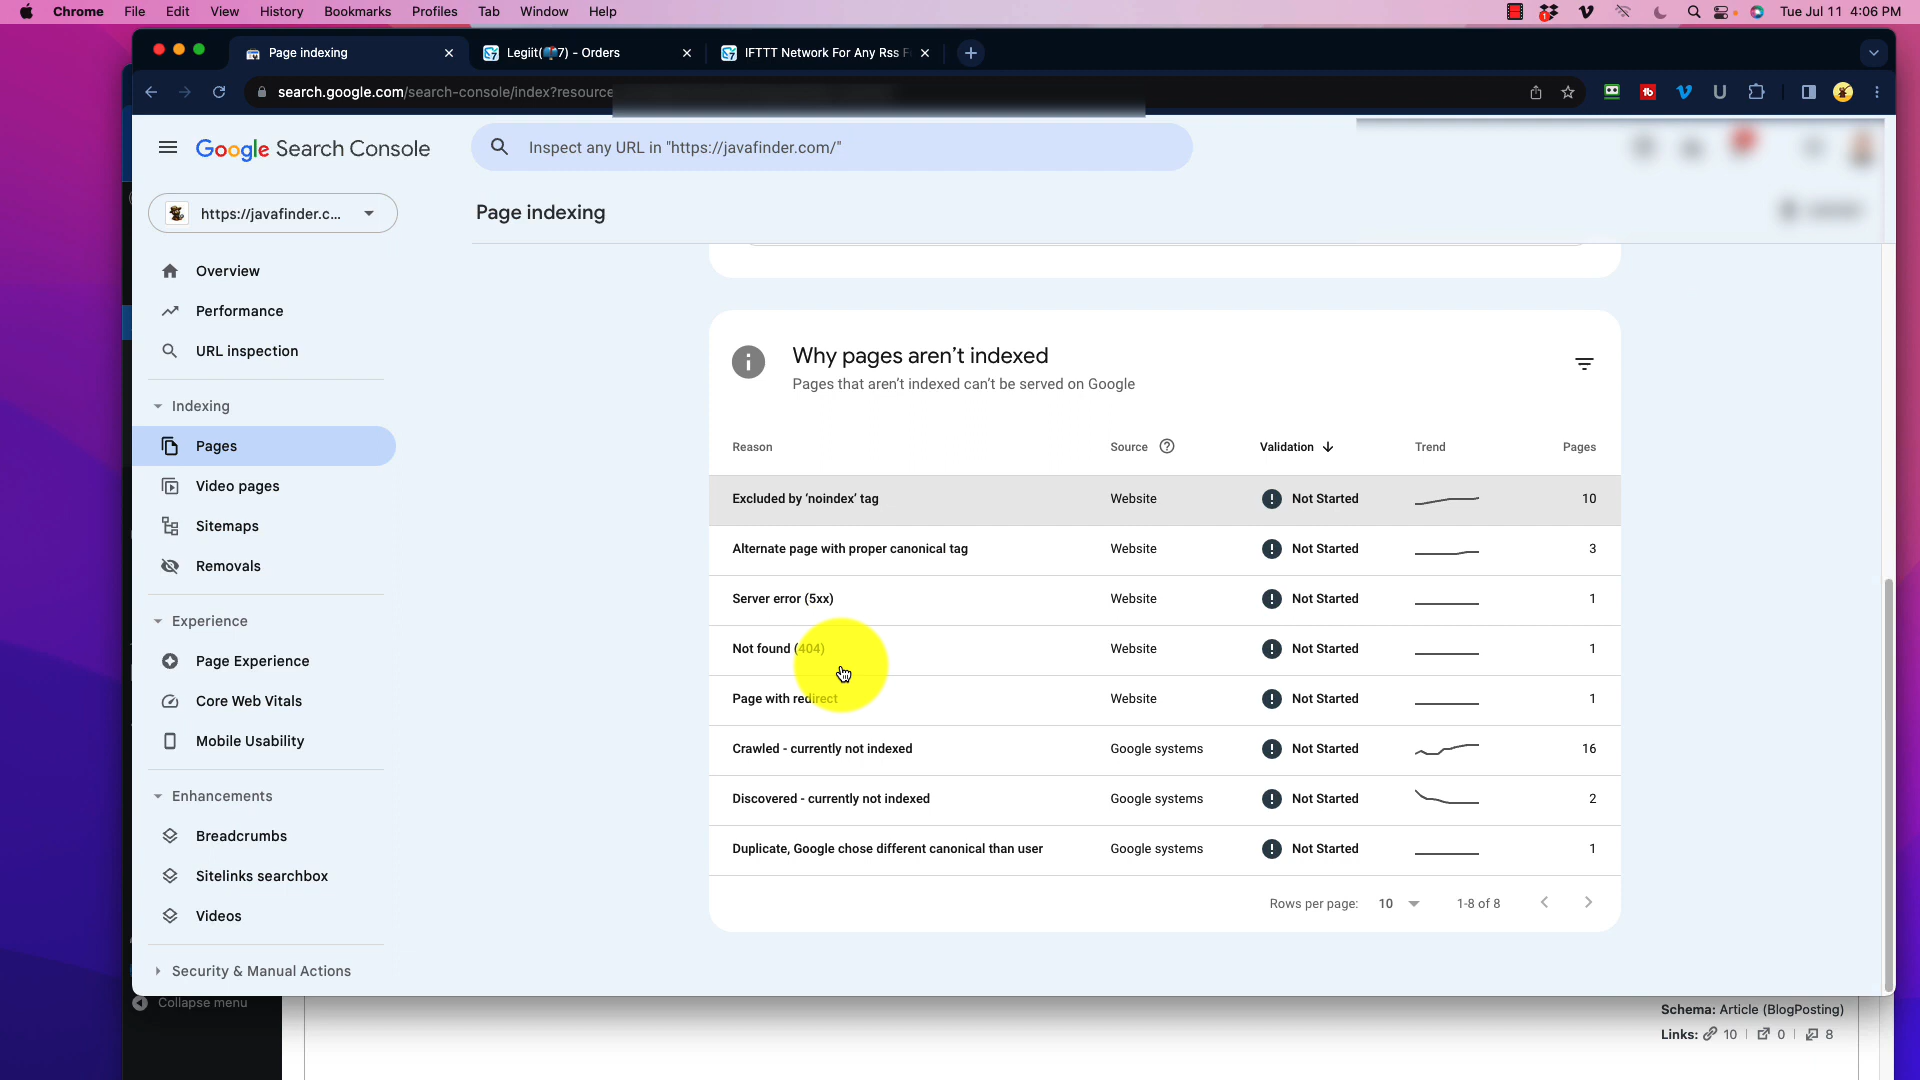 Chrome File Edit View History Bookmarks Profiles Tab Window Help Tue Jul 11 4:06 PM
Page indexing Legiit(📫7) - Orders IFTTT Network For Any Rss
search.google.com/search-console/index?resource
Google Search Console Inspect any URL in "https://javafinder.com/"
https://javafinder.c... Page indexing
Overview
Performance
URL inspection
Indexing
Pages
Video pages
Sitemaps
Removals
Experience
Page Experience
Core Web Vitals
Mobile Usability
Enhancements
Breadcrumbs
Sitelinks searchbox
Videos
Security & Manual Actions
Collapse menu
Why pages aren't indexed
Pages that aren't indexed can't be served on Google
Reason Source Validation Trend Pages
Excluded by 'noindex' tag Website Not Started 10
Alternate page with proper canonical tag Website Not Started 3
Server error (5xx) Website Not Started 1
Not found (404) Website Not Started 1
Page with redirect Website Not Started 1
Crawled - currently not indexed Google systems Not Started 16
Discovered - currently not indexed Google systems Not Started 2
Duplicate, Google chose different canonical than user Google systems Not Started 1
Rows per page: 10 1-8 of 8
Schema: Article (BlogPosting)
Links: 10 0 8